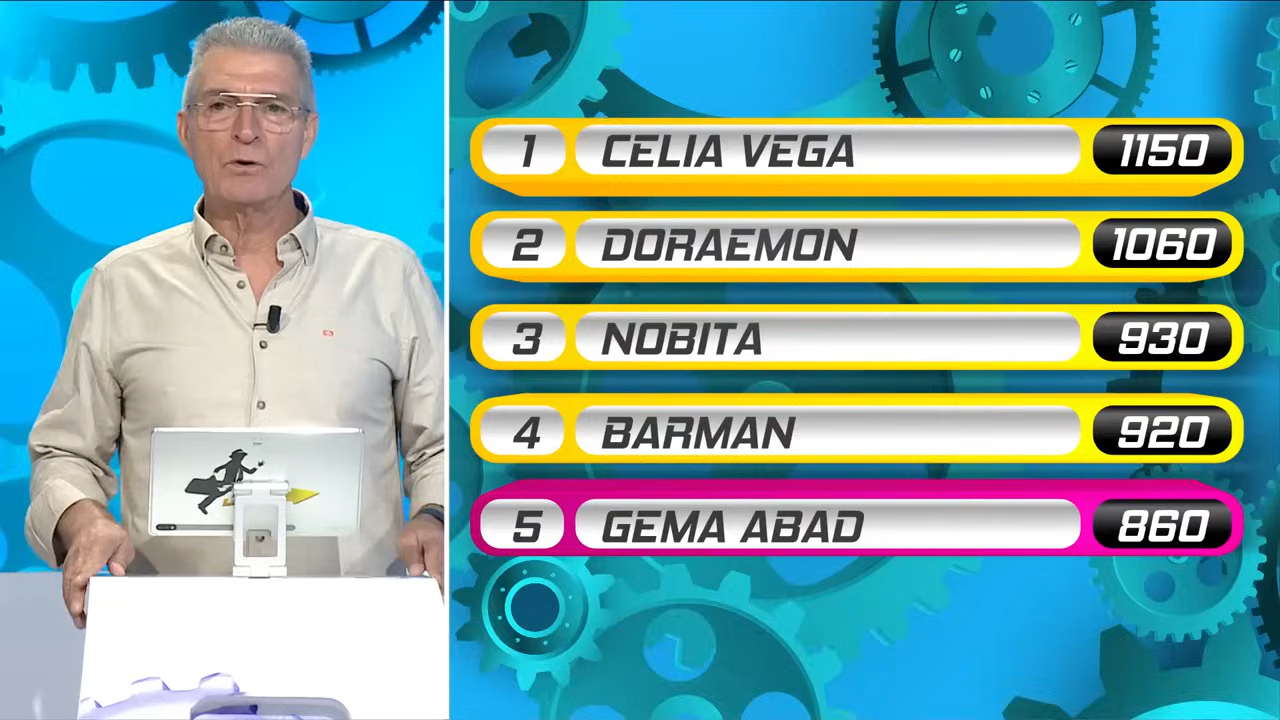 1 CELIA VEGA 1150
2 DORAEMON 1060
3 NOBITA 930
4 BARMAN 920
5 GEMA ABAD 860